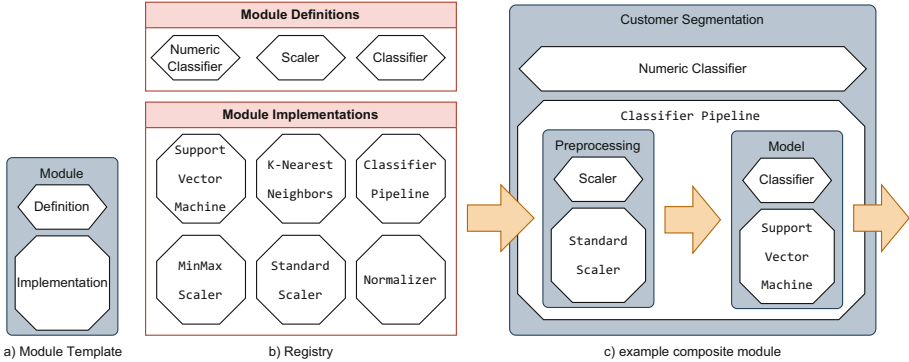 Module
Definition
Implementation
a) Module Template
Module Definitions
Numeric
Classifier
Scaler
Classifier
Module Implementations
Support
Vector
Machine
K-Nearest
Neighbors
Classifier
Pipeline
MinMax
Scaler
Standard
Scaler
Normalizer
b) Registry
Customer Segmentation
Numeric Classifier
Classifier Pipeline
Preprocessing
Scaler
Standard
Scaler
Model
Classifier
Support
Vector
Machine
c) example composite module